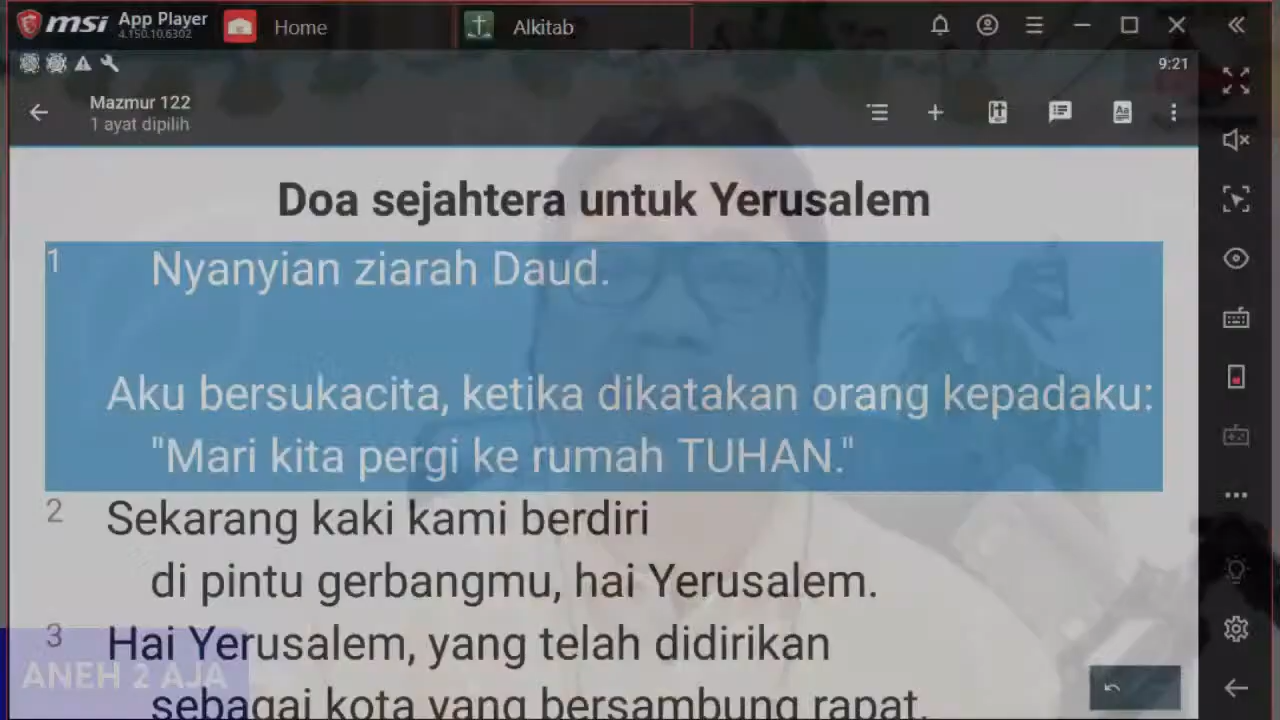 msi App Player
4.150.10.6302
Home
Alkitab
9:21
Mazmur 122
1 ayat dipilih
Doa sejahtera untuk Yerusalem
1 Nyanyian ziarah Daud.
Aku bersukacita, ketika dikatakan orang kepadaku:
"Mari kita pergi ke rumah TUHAN."
2 Sekarang kaki kami berdiri
di pintu gerbangmu, hai Yerusalem.
3 Hai Yerusalem, yang telah didirikan
sebagai kota yang bersambung rapat,
ANEH 2 AJA